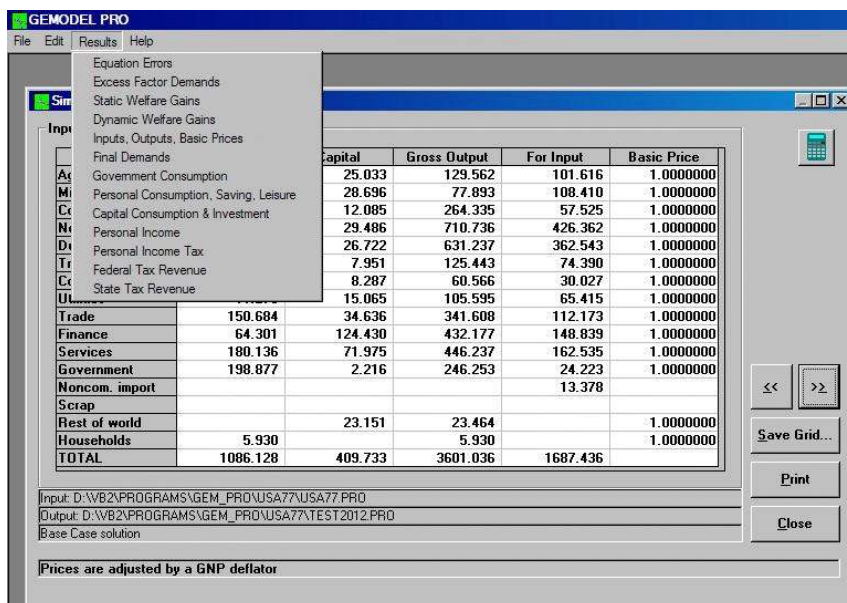 GEMODEL PRO
File Edit Results Help
Equation Errors
Excess Factor Demands
Static Welfare Gains
Dynamic Welfare Gains
Inputs, Outputs, Basic Prices
Final Demands
Government Consumption
Personal Consumption, Saving, Leisure
Capital Consumption & Investment
Personal Income
Personal Income Tax
Federal Tax Revenue
State Tax Revenue
Sim
Inpu
Capital Gross Output For Input Basic Price
Ag 25.033 129.562 101.616 1.0000000
Mi 28.696 77.893 108.410 1.0000000
Co 12.085 264.335 57.525 1.0000000
No 29.486 710.736 426.362 1.0000000
Du 26.722 631.237 362.543 1.0000000
Tr 7.951 125.443 74.390 1.0000000
Co 8.287 60.566 30.027 1.0000000
Utilities 15.065 105.595 65.415 1.0000000
Trade 150.684 34.636 341.608 112.173 1.0000000
Finance 64.301 124.430 432.177 148.839 1.0000000
Services 180.136 71.975 446.237 162.535 1.0000000
Government 198.877 2.216 246.253 24.223 1.0000000
Noncom. import 13.378
Scrap
Rest of world 23.151 23.464 1.0000000
Households 5.930 5.930 1.0000000
TOTAL 1086.128 409.733 3601.036 1687.436
<< >>
Save Grid...
Print
Close
Input: D:\VB2\PROGRAMS\GEM_PRO\USA77\USA77.PRO
Output: D:\VB2\PROGRAMS\GEM_PRO\USA77\TEST2012.PRO
Base Case solution
Prices are adjusted by a GNP deflator